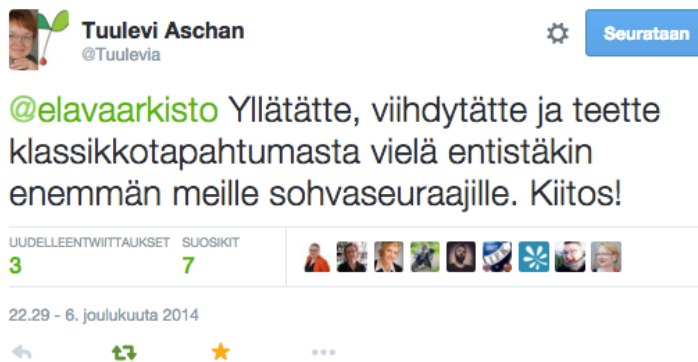 Tuulevi Aschan
@Tuulevia
Seurataan
@elavaarkisto Yllätätte, viihdytätte ja teette
klassikkotapahtumasta vielä entistäkin
enemmän meille sohvaseuraajille. Kiitos!
UUDELLEENTWIITTAUKSET SUOSIKIT
3 7
22.29 - 6. joulukuuta 2014